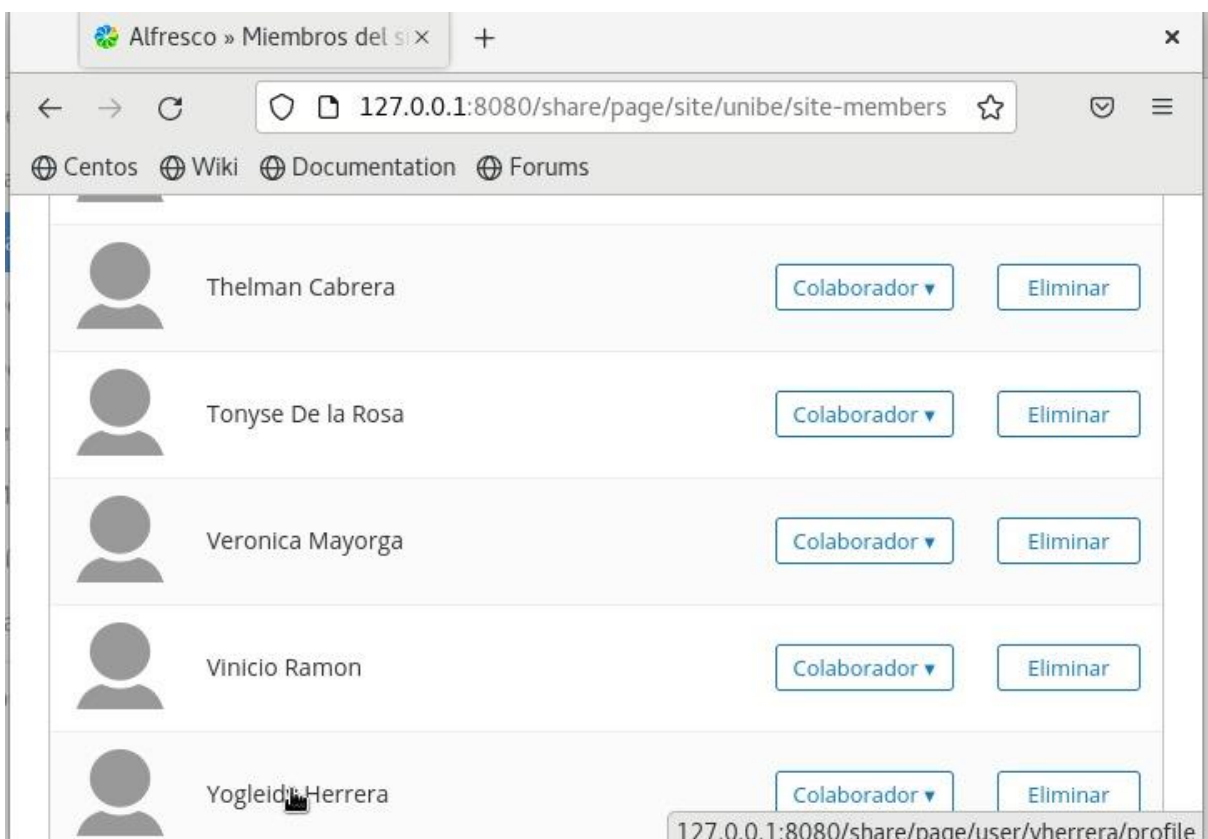 Alfresco » Miembros del si
127.0.0.1:8080/share/page/site/unibe/site-members
Centos Wiki Documentation Forums
Thelman Cabrera Colaborador ▾ Eliminar
Tonyse De la Rosa Colaborador ▾ Eliminar
Veronica Mayorga Colaborador ▾ Eliminar
Vinicio Ramon Colaborador ▾ Eliminar
Yogleidy Herrera Colaborador ▾ Eliminar
127.0.0.1:8080/share/page/user/yherrera/profile